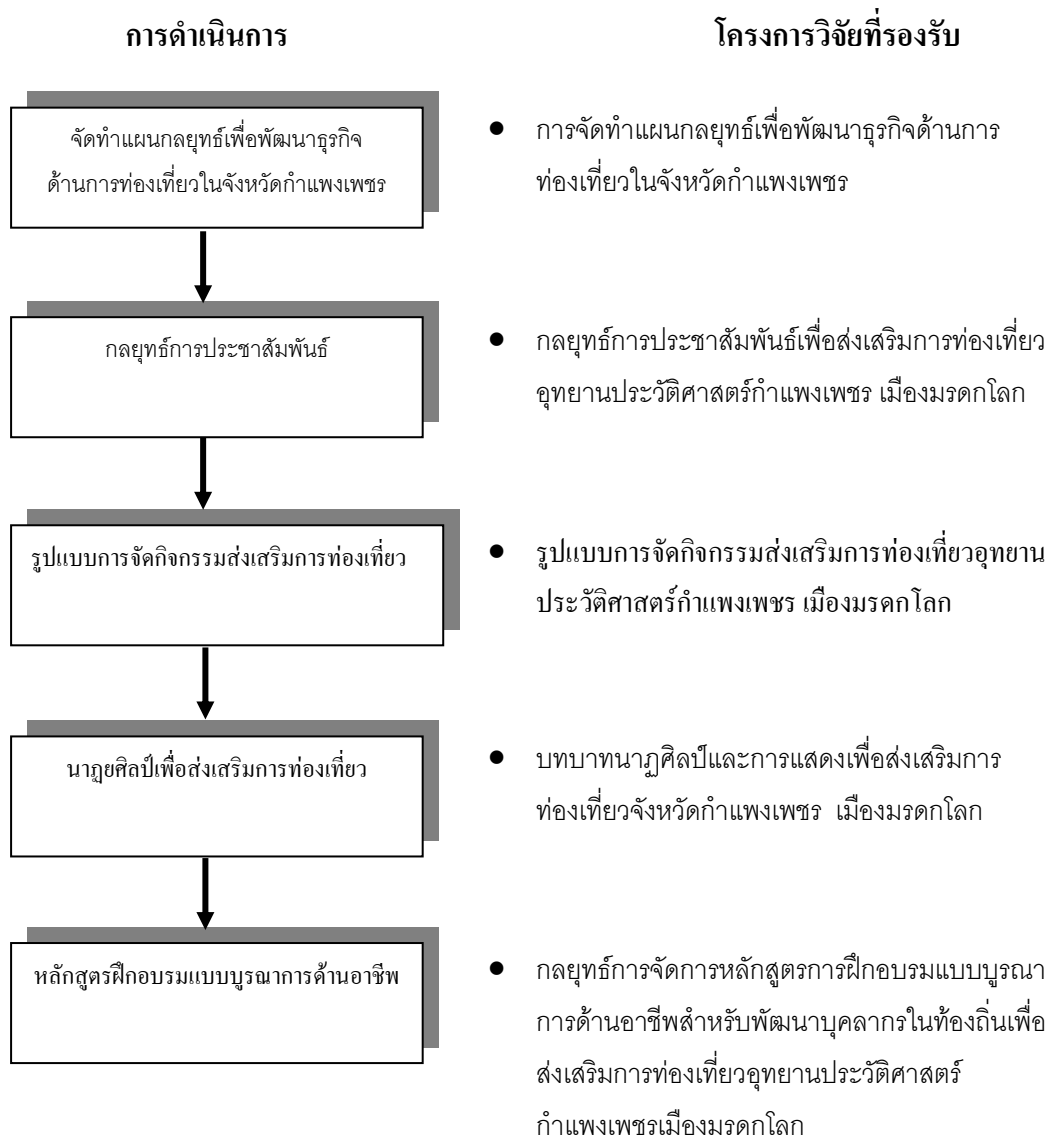 การดำเนินการ โครงการวิจัยที่รองรับ
จัดทำแผนกลยุทธ์เพื่อพัฒนาธุรกิจ
ด้านการท่องเที่ยวในจังหวัดกำแพงเพชร
● การจัดทำแผนกลยุทธ์เพื่อพัฒนาธุรกิจด้านการ
ท่องเที่ยวในจังหวัดกำแพงเพชร
กลยุทธ์การประชาสัมพันธ์
● กลยุทธ์การประชาสัมพันธ์เพื่อส่งเสริมการท่องเที่ยว
อุทยานประวัติศาสตร์กำแพงเพชร เมืองมรดกโลก
รูปแบบการจัดกิจกรรมส่งเสริมการท่องเที่ยว
● รูปแบบการจัดกิจกรรมส่งเสริมการท่องเที่ยวอุทยาน
ประวัติศาสตร์กำแพงเพชร เมืองมรดกโลก
นาฎยศิลป์เพื่อส่งเสริมการท่องเที่ยว
● บทบาทนาฏศิลป์และการแสดงเพื่อส่งเสริมการ
ท่องเที่ยวจังหวัดกำแพงเพชร เมืองมรดกโลก
หลักสูตรฝึกอบรมแบบบูรณาการด้านอาชีพ
● กลยุทธ์การจัดการหลักสูตรการฝึกอบรมแบบบูรณา
การด้านอาชีพสำหรับพัฒนาบุคลากรในท้องถิ่นเพื่อ
ส่งเสริมการท่องเที่ยวอุทยานประวัติศาสตร์
กำแพงเพชรเมืองมรดกโลก